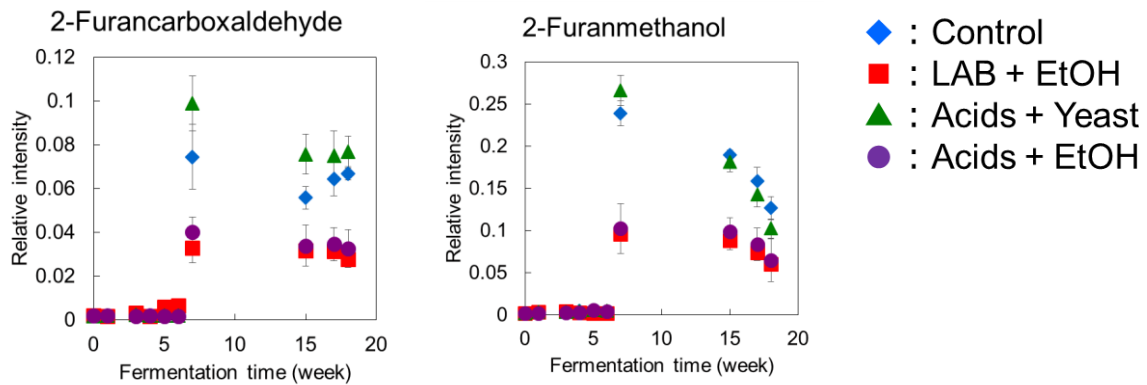 2-Furancarboxaldehyde
0.12
0.1
0.08
0.06
0.04
0.02
0
Relative intensity
0 5 10 15 20
Fermentation time (week)
2-Furanmethanol
0.3
0.25
0.2
0.15
0.1
0.05
0
Relative intensity
0 5 10 15 20
Fermentation time (week)
: Control
: LAB + EtOH
: Acids + Yeast
: Acids + EtOH